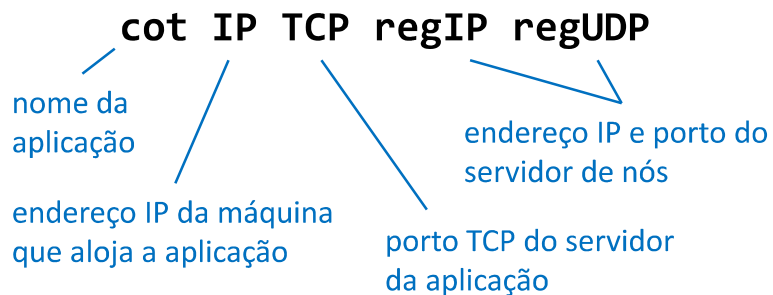 cot IP TCP regIP regUDP
nome da
aplicação
endereço IP da máquina
que aloja a aplicação
porto TCP do servidor
da aplicação
endereço IP e porto do
servidor de nós